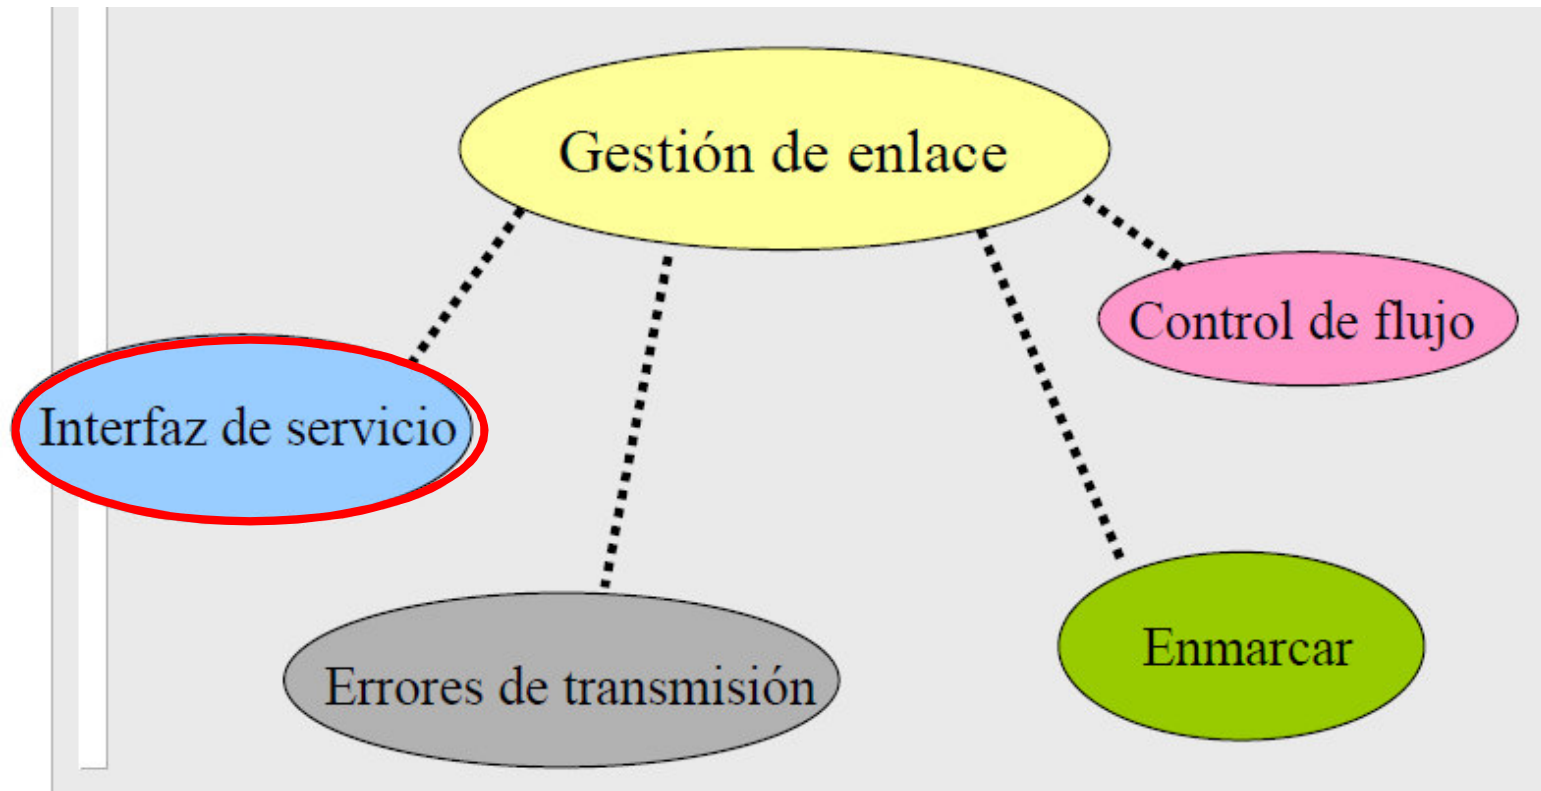 Gestión de enlace
Control de flujo
Interfaz de servicio
Enmarcar
Errores de transmisión